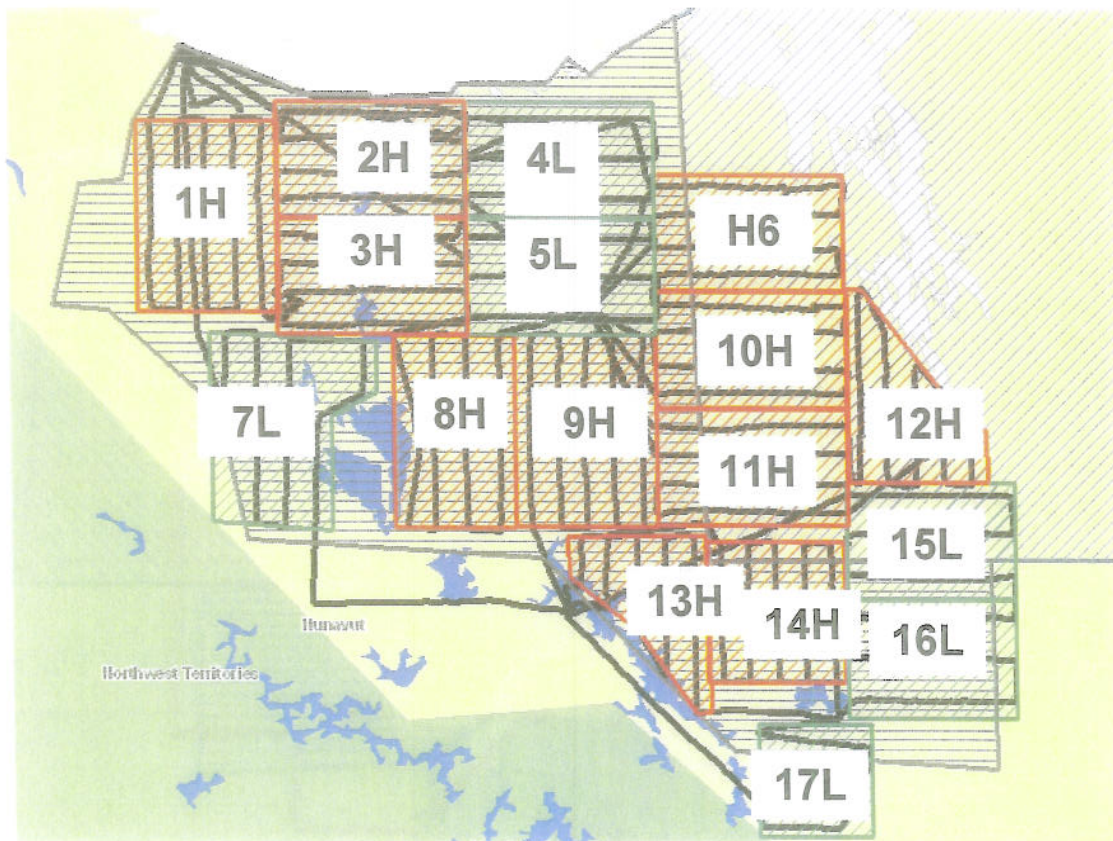 1H
2H
4L
3H
5L
H6
10H
7L
8H
9H
12H
11H
15L
13H
14H
16L
Nunavut
Northwest Territories
17L